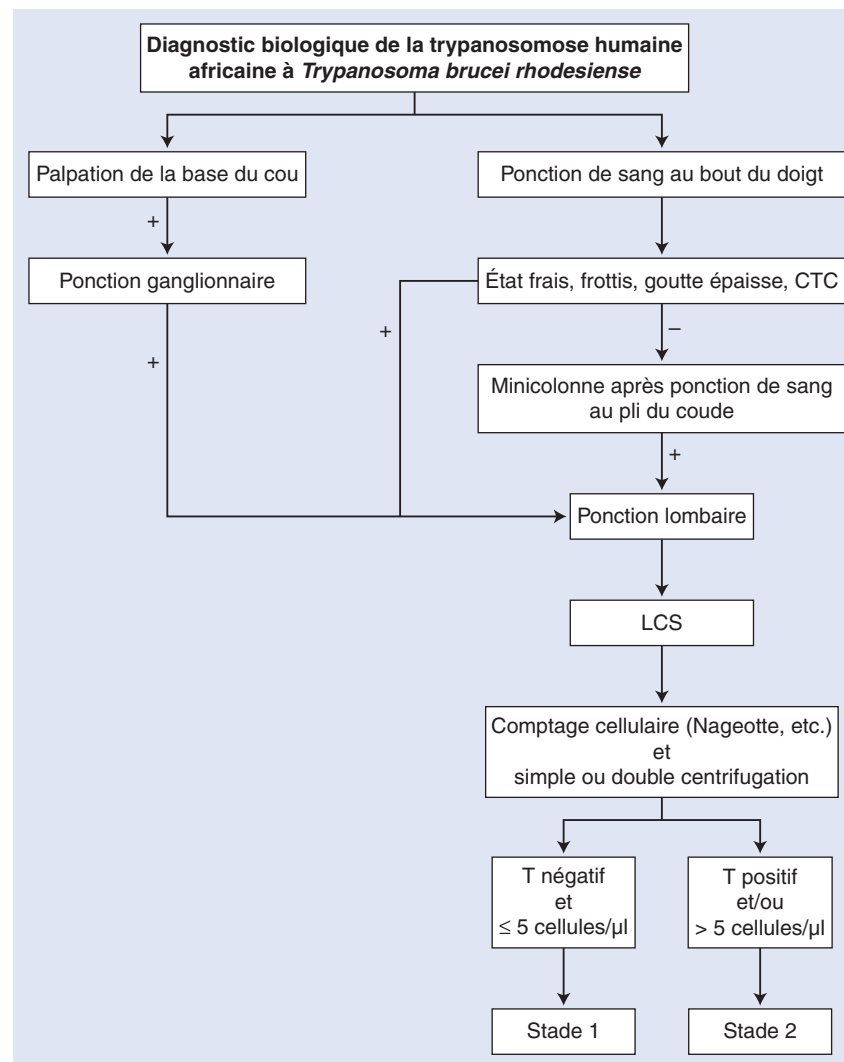 Diagnostic biologique de la trypanosomose humaine
africaine à Trypanosoma brucei rhodesiense
Palpation de la base du cou
Ponction de sang au bout du doigt
+
Ponction ganglionnaire
État frais, frottis, goutte épaisse, CTC
+
+
–
Minicolonne après ponction de sang
au pli du coude
+
Ponction lombaire
LCS
Comptage cellulaire (Nageotte, etc.)
et
simple ou double centrifugation
T négatif
et
≤ 5 cellules/µl
T positif
et/ou
> 5 cellules/µl
Stade 1
Stade 2